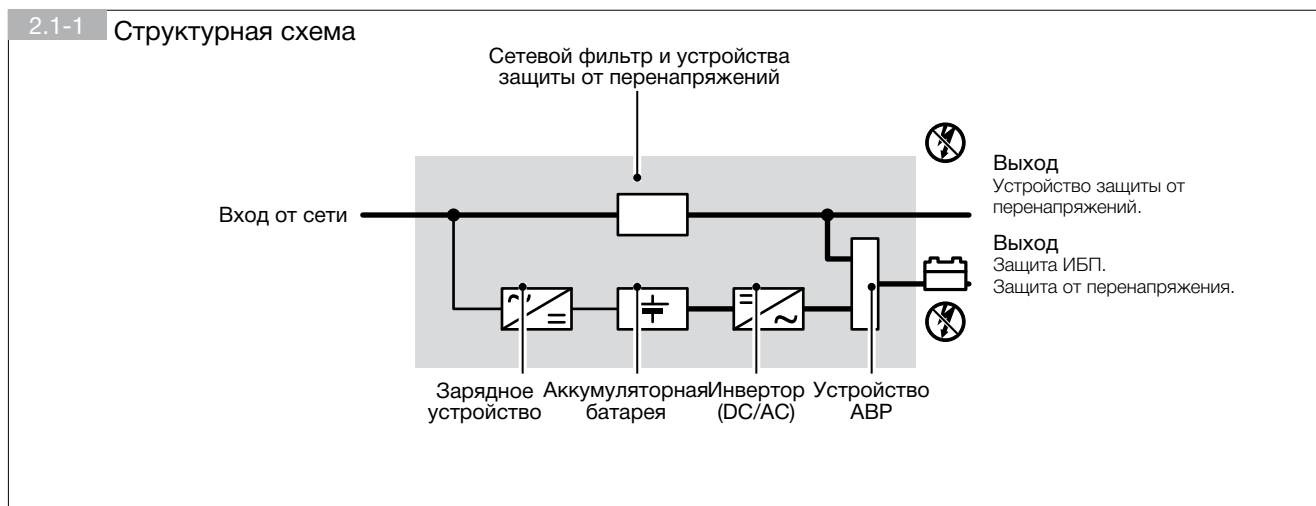 2.1-1 Структурная схема
Сетевой фильтр и устройства
защиты от перенапряжений
Вход от сети
Выход
Устройство защиты от
перенапряжений.
Выход
Защита ИБП.
Защита от перенапряжения.
Зарядное
устройство
Аккумуляторная
батарея
Инвертор
(DC/AC)
Устройство
АВР